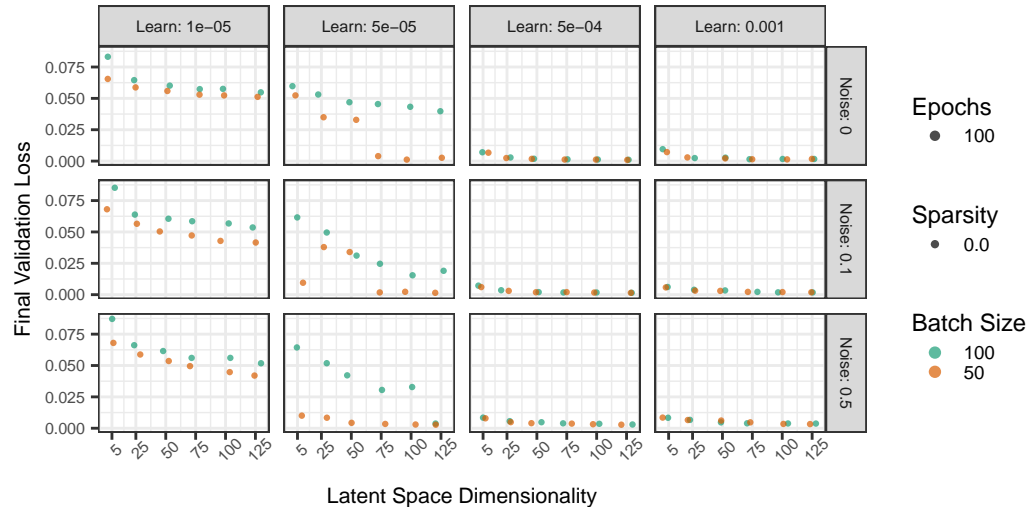 Learn: 1e−05 Learn: 5e−05 Learn: 5e−04 Learn: 0.001
0.075
0.050
0.025
0.000
Noise: 0
0.075
0.050
0.025
0.000
Noise: 0.1
0.075
0.050
0.025
0.000
Noise: 0.5
5 25 50 75 100 125 5 25 50 75 100 125 5 25 50 75 100 125 5 25 50 75 100 125
Latent Space Dimensionality
Final Validation Loss
Epochs
100
Sparsity
0.0
Batch Size
100
50